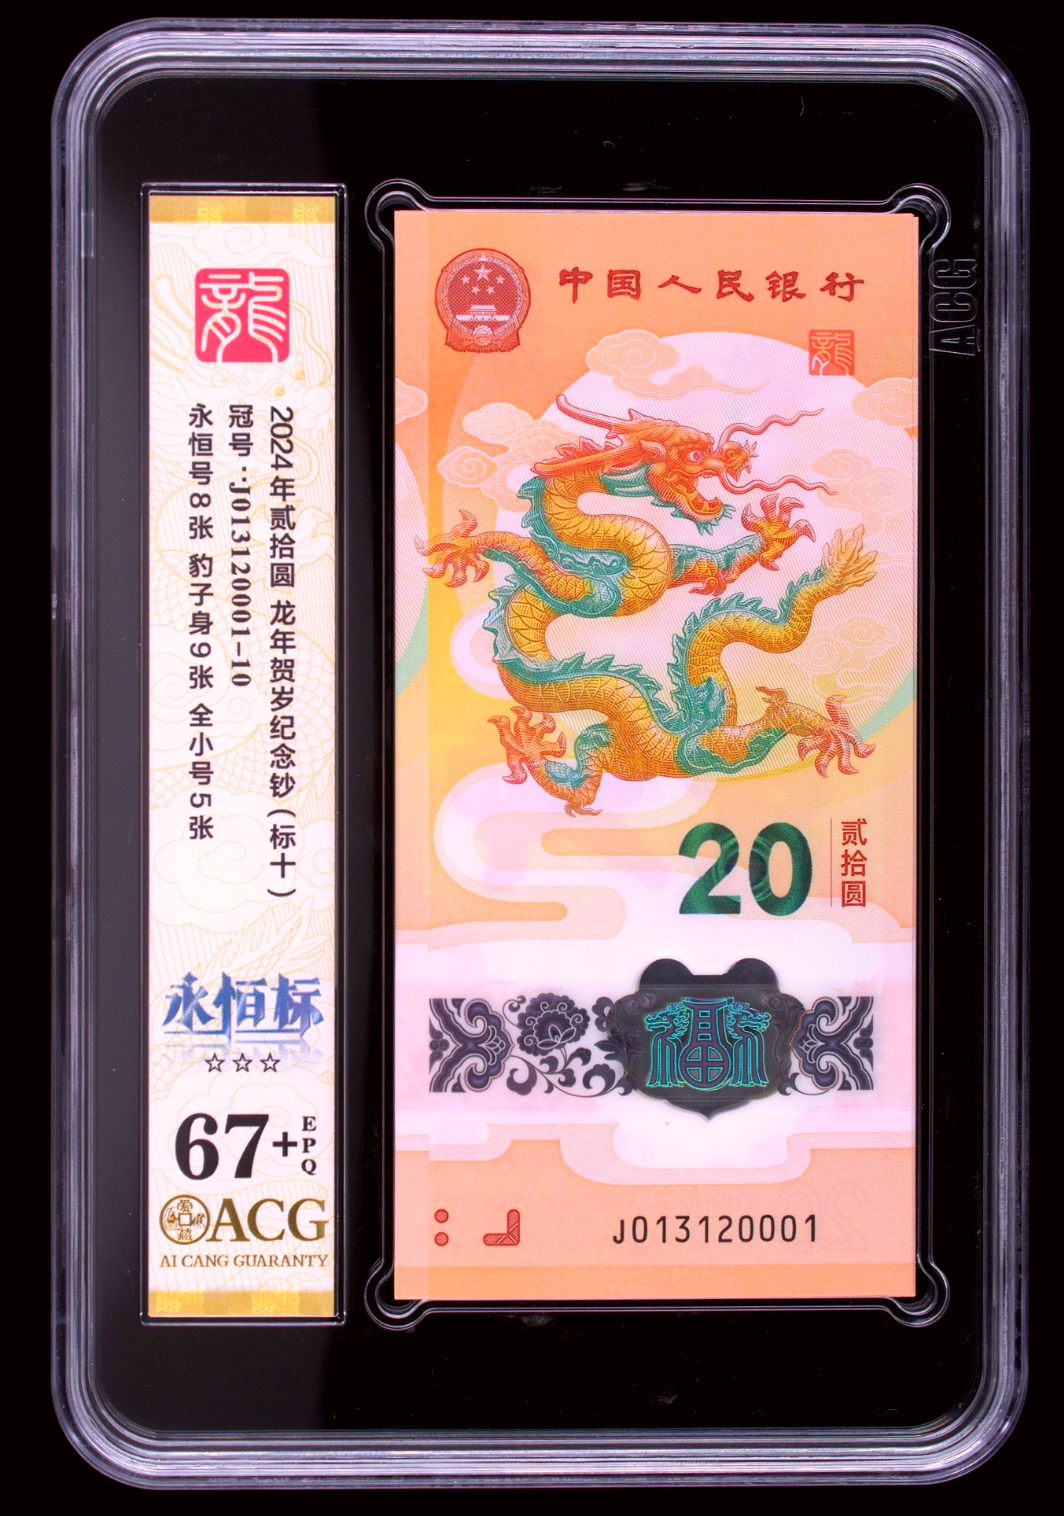 龍
2024年贰拾圆 龙年贺岁纪念钞(标十)
冠号:J013120001-10
永恒号8张 豹子身9张 全小号5张
永恒标
☆☆☆
67+
EPQ
ACG
AI CANG GUARANTY
中国人民银行
龍
20
贰拾圆
J013120001
ACG